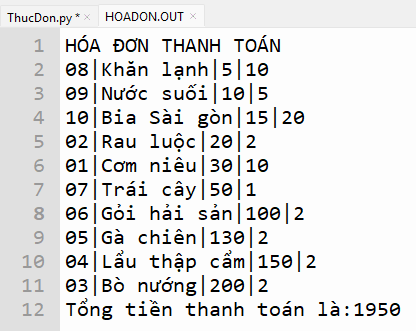 ThucDon.py * × HOADON.OUT ×
1 HÓA ĐƠN THANH TOÁN
2 08|Khăn lạnh|5|10
3 09|Nước suối|10|5
4 10|Bia Sài gòn|15|20
5 02|Rau luộc|20|2
6 01|Cơm niêu|30|10
7 07|Trái cây|50|1
8 06|Gỏi hải sản|100|2
9 05|Gà chiên|130|2
10 04|Lẩu thập cẩm|150|2
11 03|Bò nướng|200|2
12 Tổng tiền thanh toán là:1950